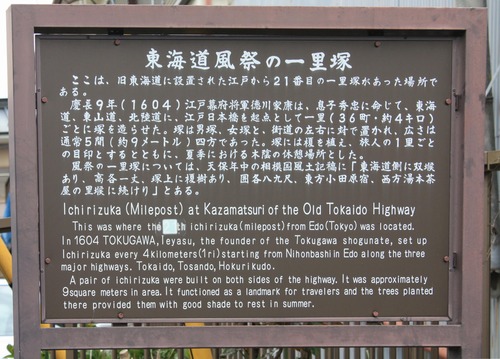 東海道風祭の一里塚
ここは、旧東海道に設置された江戸から21番目の一里塚水あった場所で
ある。
慶長9年(1604)江戸幕府将軍徳川家康は、息子秀忠に命じて、東海
道、東山道、北陸道に、江戸日本橋を起点として一里(36町・約4キロ)
ごとに塚を造らせた。塚は男塚、女塚と、街道の左右に対で置かれ、広さは
通常5間(約9メートル)四方であった。塚には榎を植え、旅人の1里ごと
の目印とするとともに、夏季における木陰の休憩場所とした。
風祭の一里塚については、天保年中の相模国風土記稿に「東海道側に双塚
あり、高各一丈、塚上に榎樹あり、囲各八九尺、東方小田原宿、西方湯本茶屋
の里堠に続けり」とある。
Ichirizuka (Milepost) at Kazamatsuri of the Old Tokaido Highway
This was where the th ichirizuka (milepost) from Edo(Tokyo) was located.
In 1604 TOKUGAWA, Ieyasu, the founder of the Tokugawa shogunate, set up
Ichirizuka every 4kilometers(1ri) starting from Nihonbashi in Edo along the three
major highways. Tokaido, Tosando, Hokurikudo.
A pair of ichirizuka were built on both sides of the highway. It was approximately
9square meters in area. It functioned as a landmark for travelers and the trees planted
there provided them with good shade to rest in summer.